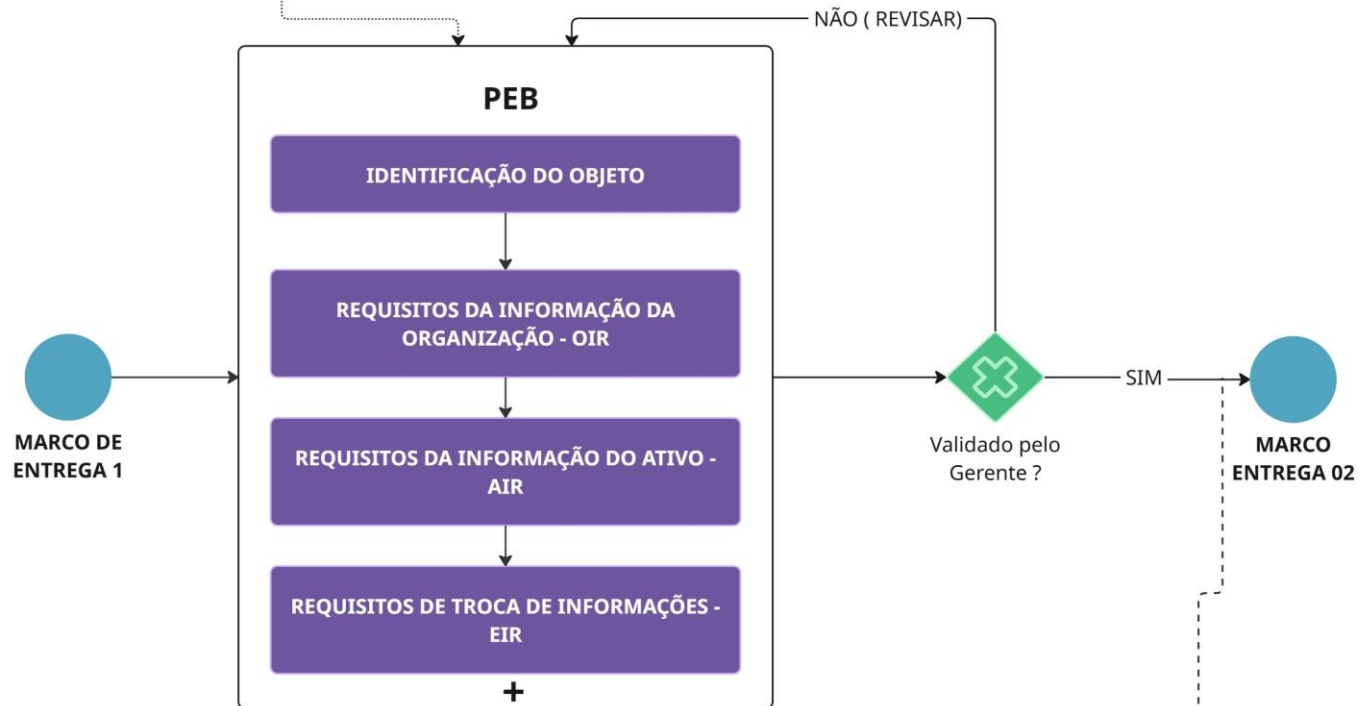 NÃO ( REVISAR)
PEB
IDENTIFICAÇÃO DO OBJETO
REQUISITOS DA INFORMAÇÃO DA
ORGANIZAÇÃO - OIR
REQUISITOS DA INFORMAÇÃO DO ATIVO -
AIR
REQUISITOS DE TROCA DE INFORMAÇÕES -
EIR
+
MARCO DE
ENTREGA 1
Validado pelo
Gerente ?
SIM
MARCO
ENTREGA 02